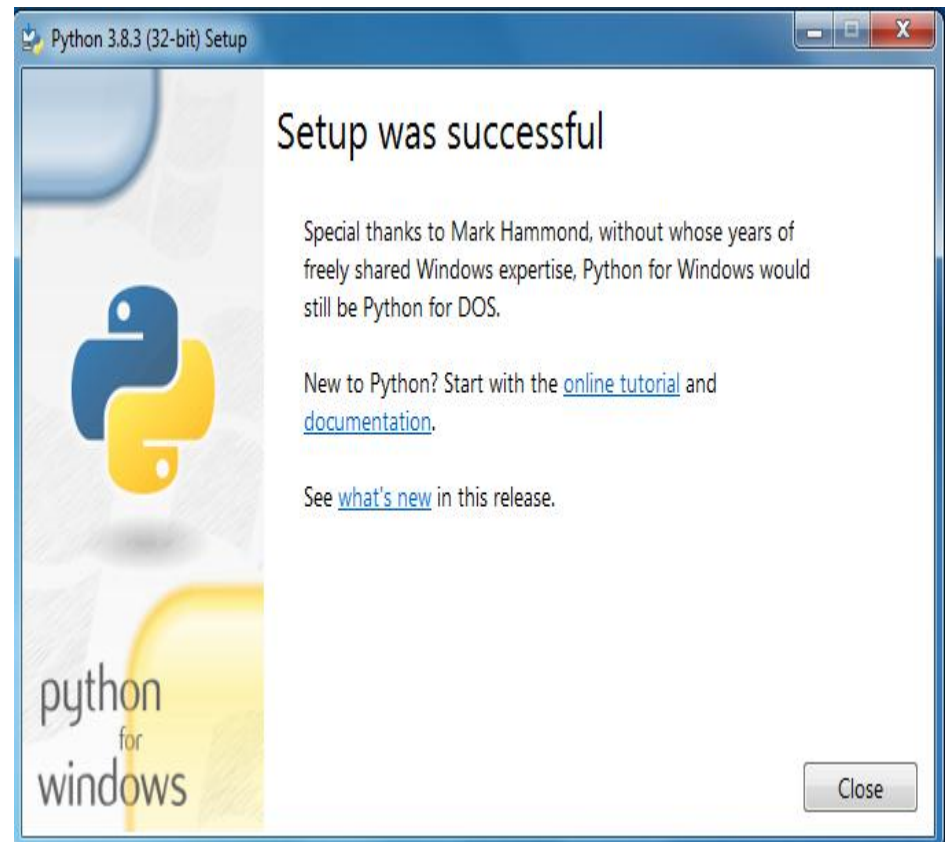 Python 3.8.3 (32-bit) Setup
Setup was successful
Special thanks to Mark Hammond, without whose years of
freely shared Windows expertise, Python for Windows would
still be Python for DOS.
New to Python? Start with the online tutorial and
documentation.
See what's new in this release.
python
for
windows
Close